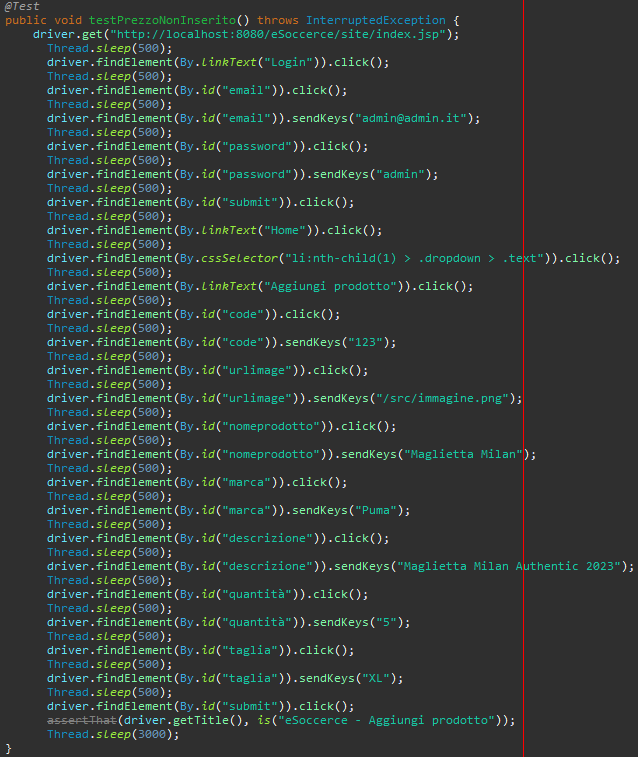 @Test
public void testPrezzoNonInserito() throws InterruptedException {
driver.get("http://localhost:8080/eSoccerce/site/index.jsp");
Thread.sleep(500);
driver.findElement(By.linkText("Login")).click();
Thread.sleep(500);
driver.findElement(By.id("email")).click();
Thread.sleep(500);
driver.findElement(By.id("email")).sendKeys("admin@admin.it");
Thread.sleep(500);
driver.findElement(By.id("password")).click();
Thread.sleep(500);
driver.findElement(By.id("password")).sendKeys("admin");
Thread.sleep(500);
driver.findElement(By.id("submit")).click();
Thread.sleep(500);
driver.findElement(By.linkText("Home")).click();
Thread.sleep(500);
driver.findElement(By.cssSelector("li:nth-child(1) > .dropdown > .text")).click();
Thread.sleep(500);
driver.findElement(By.linkText("Aggiungi prodotto")).click();
Thread.sleep(500);
driver.findElement(By.id("code")).click();
Thread.sleep(500);
driver.findElement(By.id("code")).sendKeys("123");
Thread.sleep(500);
driver.findElement(By.id("urlimage")).click();
Thread.sleep(500);
driver.findElement(By.id("urlimage")).sendKeys("/src/immagine.png");
Thread.sleep(500);
driver.findElement(By.id("nomeprodotto")).click();
Thread.sleep(500);
driver.findElement(By.id("nomeprodotto")).sendKeys("Maglietta Milan");
Thread.sleep(500);
driver.findElement(By.id("marca")).click();
Thread.sleep(500);
driver.findElement(By.id("marca")).sendKeys("Puma");
Thread.sleep(500);
driver.findElement(By.id("descrizione")).click();
Thread.sleep(500);
driver.findElement(By.id("descrizione")).sendKeys("Maglietta Milan Authentic 2023");
Thread.sleep(500);
driver.findElement(By.id("quantità")).click();
Thread.sleep(500);
driver.findElement(By.id("quantità")).sendKeys("5");
Thread.sleep(500);
driver.findElement(By.id("taglia")).click();
Thread.sleep(500);
driver.findElement(By.id("taglia")).sendKeys("XL");
Thread.sleep(500);
driver.findElement(By.id("submit")).click();
assertThat(driver.getTitle(), is("eSoccerce - Aggiungi prodotto"));
Thread.sleep(3000);
}